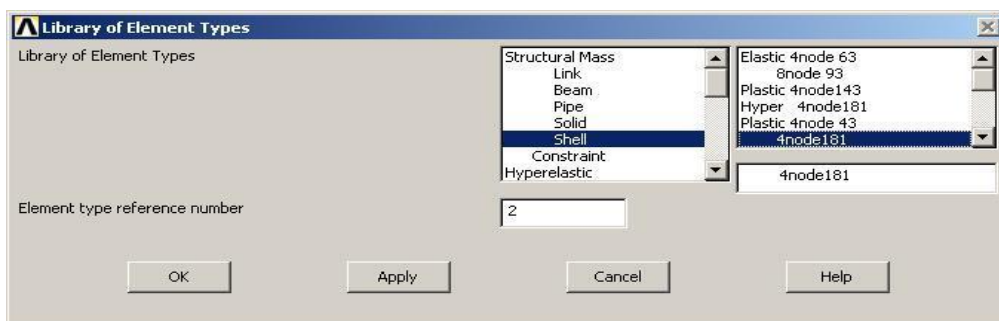 Library of Element Types
Library of Element Types
Structural Mass
Link
Beam
Pipe
Solid
Shell
Constraint
Hyperelastic
Elastic 4node 63
8node 93
Plastic 4node143
Hyper 4node181
Plastic 4node 43
4node181
4node181
Element type reference number
2
OK
Apply
Cancel
Help